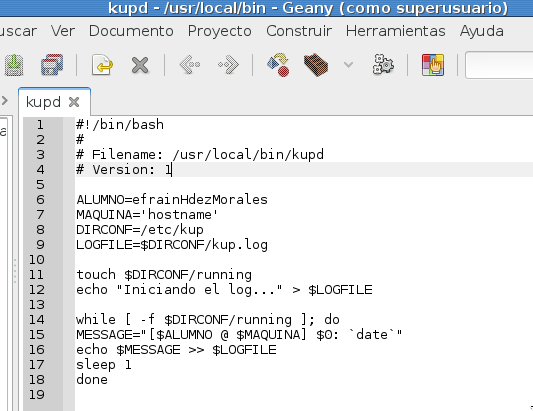 kupd - /usr/local/bin - Geany (como superusuario)
uscar Ver Documento Proyecto Construir Herramientas Ayuda
kupd
a
1 #!/bin/bash
2 #
3 # Filename: /usr/local/bin/kupd
4 # Version: 1
5
6 ALUMNO=efrainHdezMorales
7 MAQUINA='hostname'
8 DIRCONF=/etc/kup
9 LOGFILE=$DIRCONF/kup.log
10
11 touch $DIRCONF/running
12 echo "Iniciando el log..." > $LOGFILE
13
14 while [ -f $DIRCONF/running ]; do
15 MESSAGE="[$ALUMNO @ $MAQUINA] $0: `date`"
16 echo $MESSAGE >> $LOGFILE
17 sleep 1
18 done
19